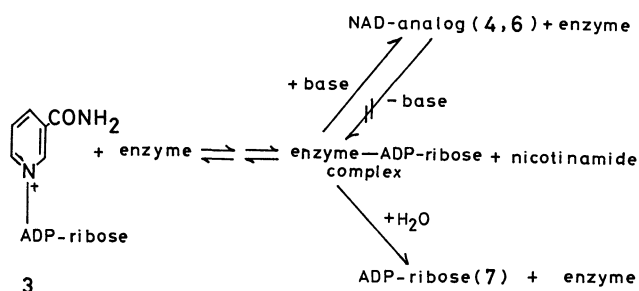 NAD-analog (4,6) + enzyme
+ base
- base
CONH2
N
+
+ enzyme
enzyme—ADP-ribose + nicotinamide
complex
+H2O
ADP-ribose
ADP-ribose (7) + enzyme
3